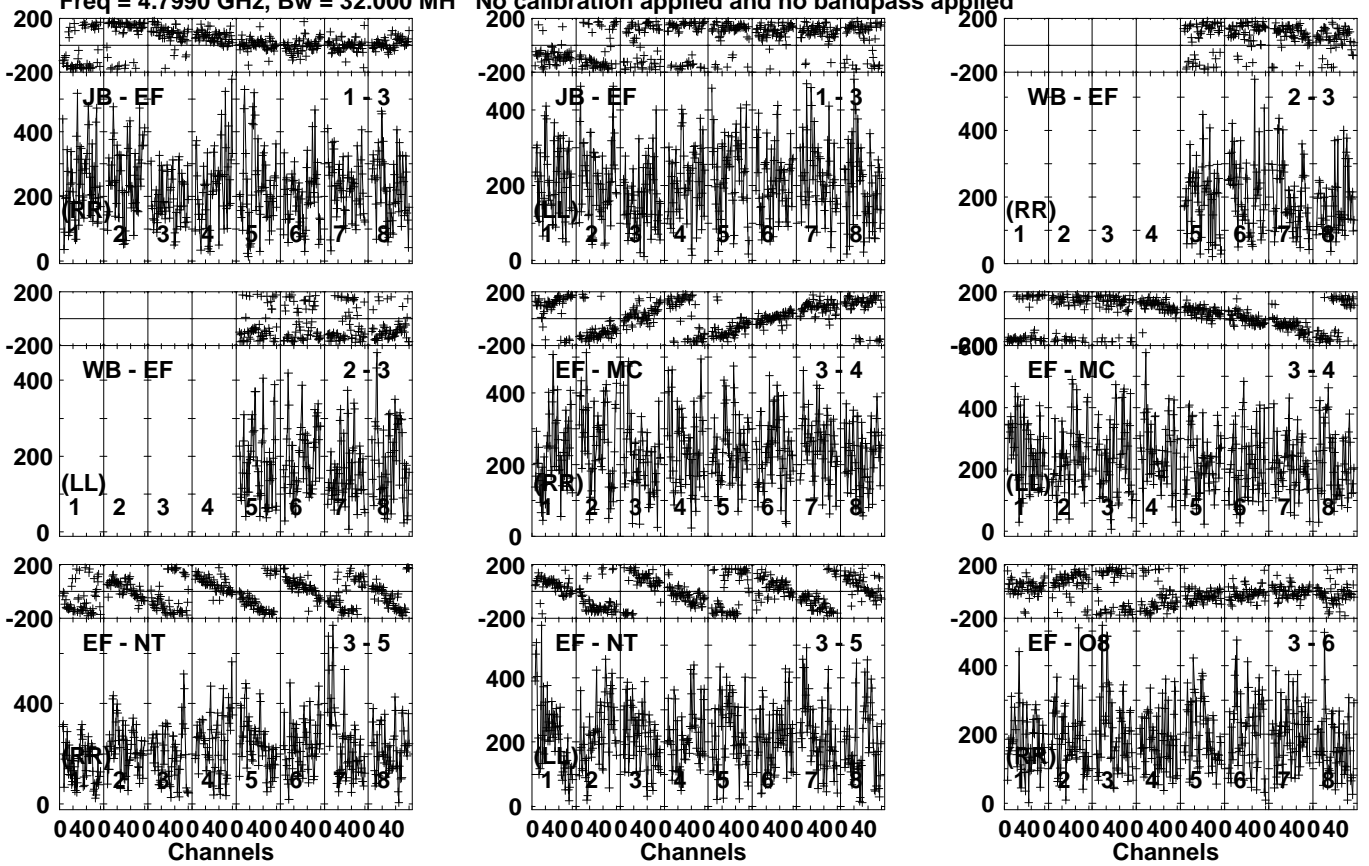 Freq = 4.7990 GHz, Bw = 32.000 MH No calibration applied and no bandpass applied
200
-200
JB - EF 1 - 3
400
200
(RR)
1 2 3 4 5 6 7 8
0
200
-200
JB - EF 1 - 3
400
200
(LL)
1 2 3 4 5 6 7 8
0
200
-200
WB - EF 2 - 3
400
200
(RR)
1 2 3 4 5 6 7 8
0
200
-200
WB - EF 2 - 3
400
200
(LL)
1 2 3 4 5 6 7 8
0
200
-200
EF - MC 3 - 4
400
200
(RR)
1 2 3 4 5 6 7 8
0
200
-200
600
EF - MC 3 - 4
400
200
(LL)
1 2 3 4 5 6 7 8
0
200
-200
EF - NT 3 - 5
400
(RR)
1 2 3 4 5 6 7 8
0
200
-200
EF - NT 3 - 5
400
200
(LL)
1 2 3 4 5 6 7 8
0
200
-200
EF - O8 3 - 6
400
200
(RR)
1 2 3 4 5 6 7 8
0
0 40 0 40 0 40 0 40 0 40 0 40 0 40 0 40
Channels
0 40 0 40 0 40 0 40 0 40 0 40 0 40 0 40
Channels
0 40 0 40 0 40 0 40 0 40 0 40 0 40 0 40
Channels